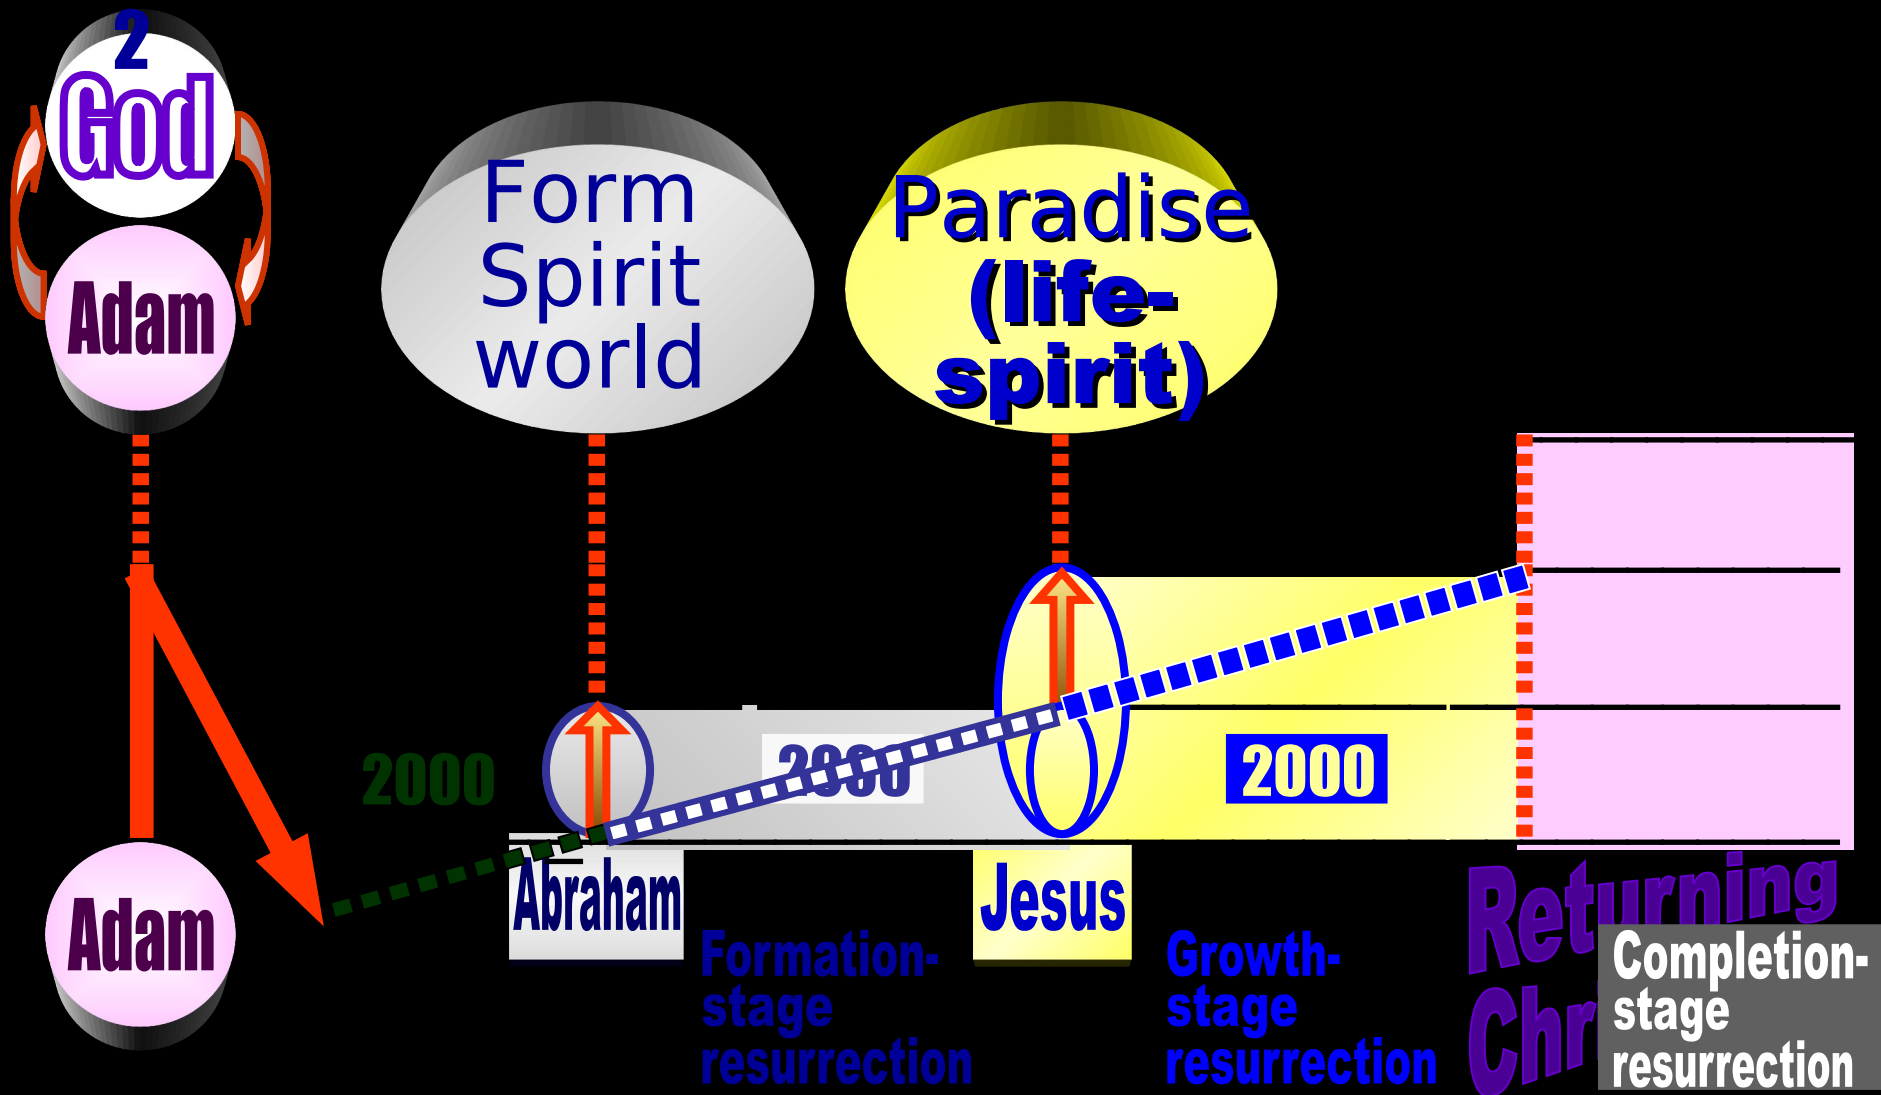 2
God
Adam
Form
Spirit
world
Paradise
(life-
spirit)
2000
2000
2000
Adam
Abraham
Jesus
Formation-
stage
resurrection
Growth-
stage
resurrection
Returning
Completion-
stage
resurrection